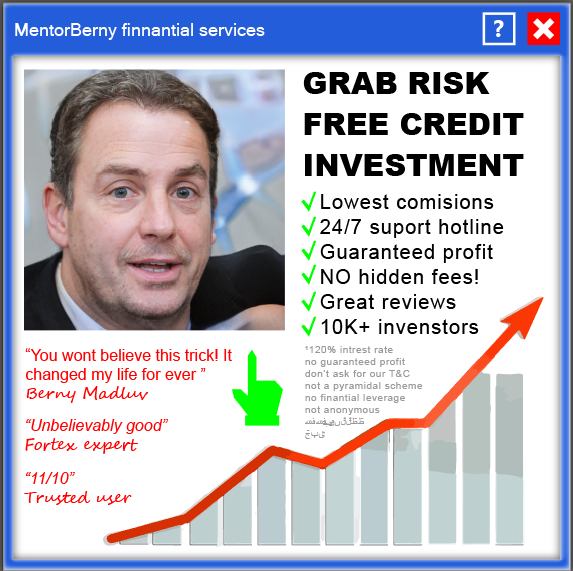 MentorBerny finnantial services
?
GRAB RISK
FREE CREDIT
INVESTMENT
Lowest comisions
24/7 suport hotline
Guaranteed profit
NO hidden fees!
Great reviews
10K+ invenstors
“You wont believe this trick! It
changed my life for ever ”
Berny Madluv
“Unbelievably good”
Fortex expert
“11/10”
Trusted user
¹120% intrest rate
no guaranteed profit
don't ask for our T&C
not a pyramidal scheme
no finantial leverage
not anonymous